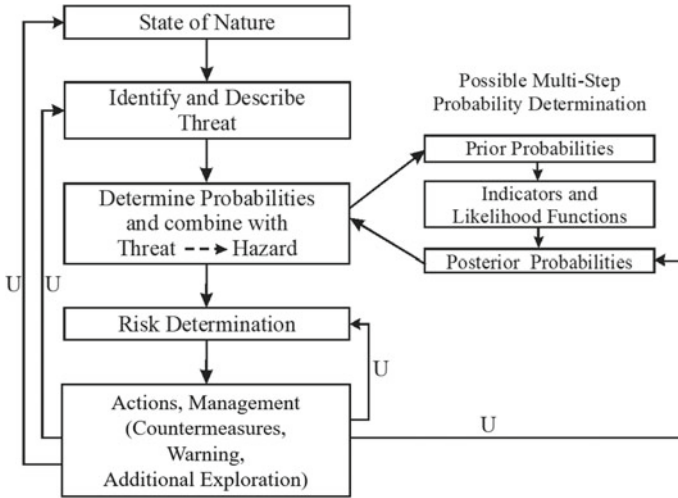 State of Nature
Identify and Describe
Threat
Possible Multi-Step
Probability Determination
Prior Probabilities
Determine Probabilities
and combine with
Threat Hazard
Indicators and
Likelihood Functions
Posterior Probabilities
U
U
Risk Determination
U
Actions, Management
(Countermeasures,
Warning,
Additional Exploration)
U